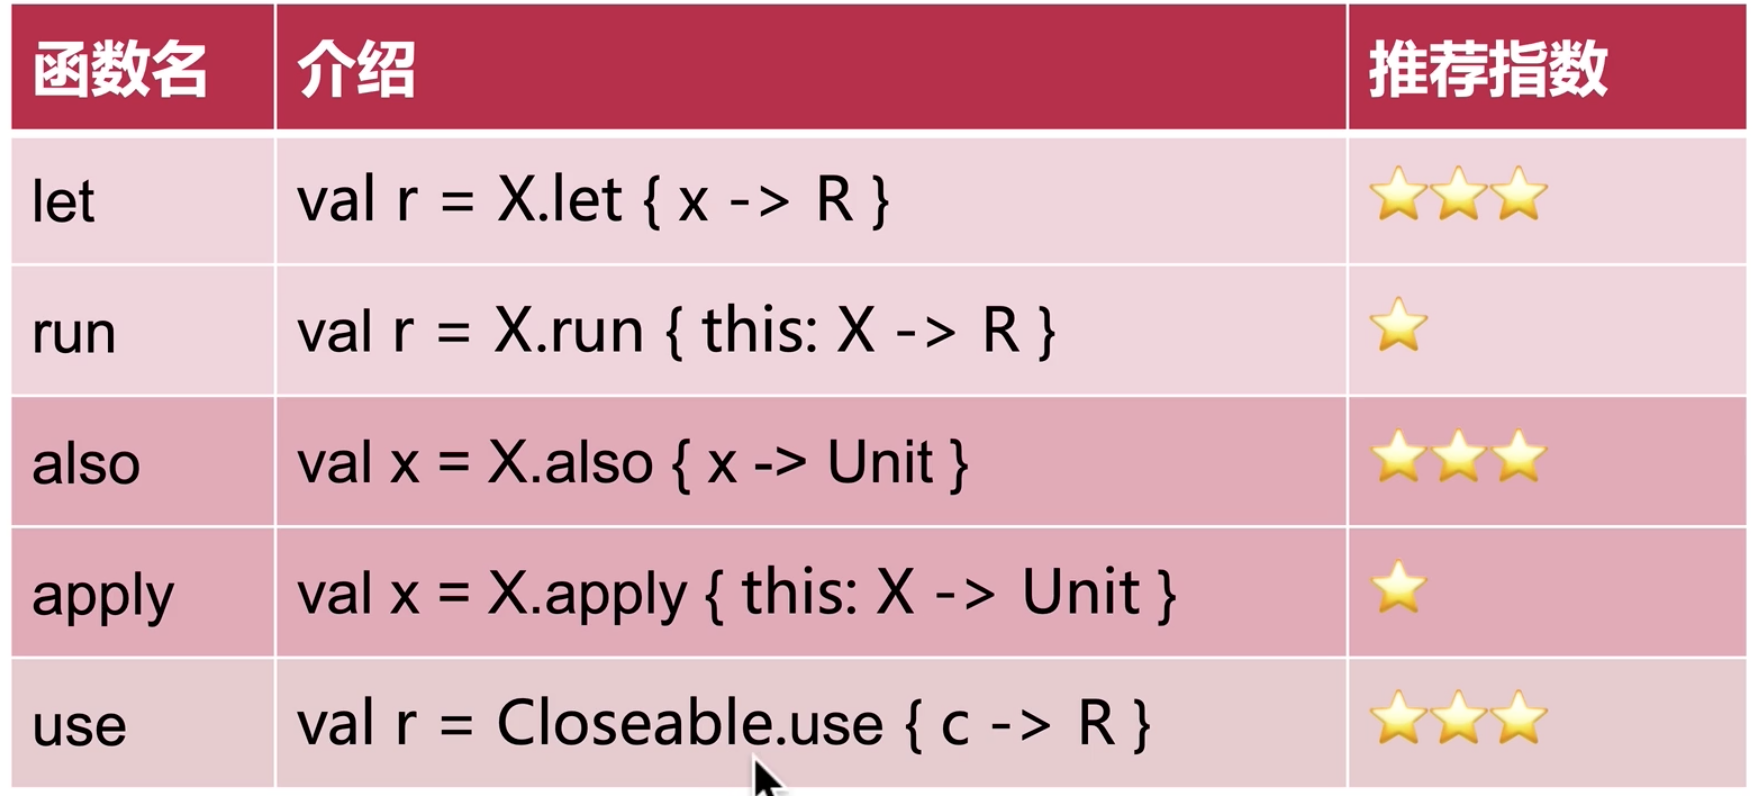 函数名 介绍 推荐指数
let val r = X.let { x -> R } ⭐⭐⭐
run val r = X.run { this: X -> R } ⭐
also val x = X.also { x -> Unit } ⭐⭐⭐
apply val x = X.apply { this: X -> Unit } ⭐
use val r = Closeable.use { c -> R } ⭐⭐⭐